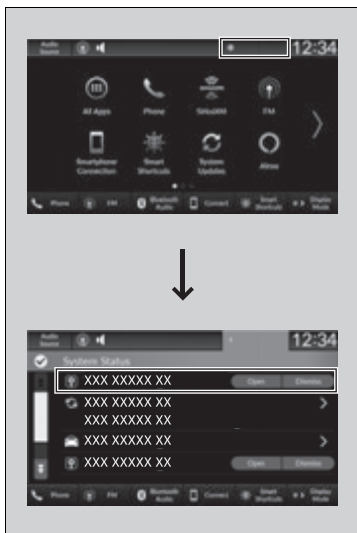 Audio
Source
12:34
All Apps
Phone
SiriusXM
FM
Smartphone
Connection
Smart
Shortcuts
System
Updates
Alexa
Phone
FM
Bluetooth
Audio
Connect
Smart
Shortcuts
Display
Mode
Audio
Source
12:34
System Status
XXX XXXXX XX
Open
Dismiss
XXX XXXXX XX
XXX XXXXX XX
XXX XXXXX XX
XXX XXXXX XX
Open
Dismiss
Phone
FM
Bluetooth
Audio
Connect
Smart
Shortcuts
Display
Mode